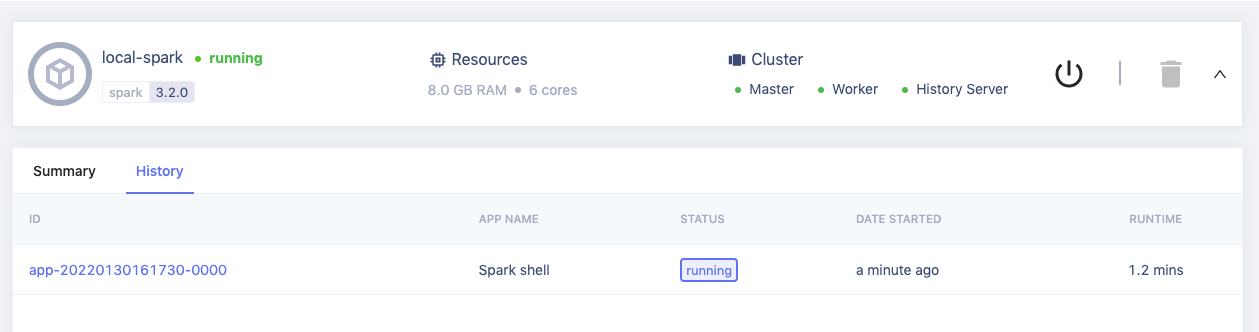 local-spark running
spark 3.2.0
Resources
8.0 GB RAM 6 cores
Cluster
Master Worker History Server
Summary History
ID APP NAME STATUS DATE STARTED RUNTIME
app-20220130161730-0000 Spark shell running a minute ago 1.2 mins